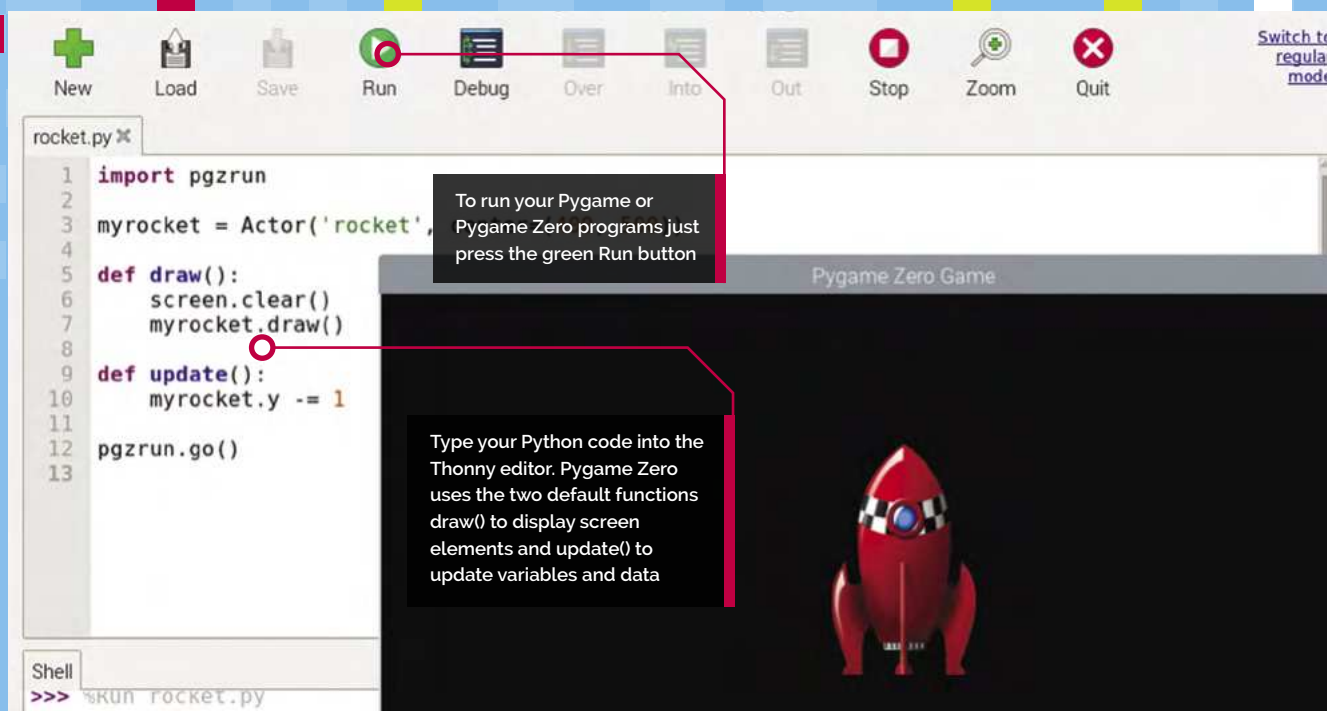 New Load Save Run Debug Over Into Out Stop Zoom Quit
Switch to
regular
mode
rocket.py
1 import pgzrun
2
3 myrocket = Actor('rocket',
4
5 def draw():
6 screen.clear()
7 myrocket.draw()
8
9 def update():
10 myrocket.y -= 1
11
12 pgzrun.go()
13
To run your Pygame or
Pygame Zero programs just
press the green Run button
Pygame Zero Game
Type your Python code into the
Thonny editor. Pygame Zero
uses the two default functions
draw() to display screen
elements and update() to
update variables and data
Shell
>>> %Run rocket.py